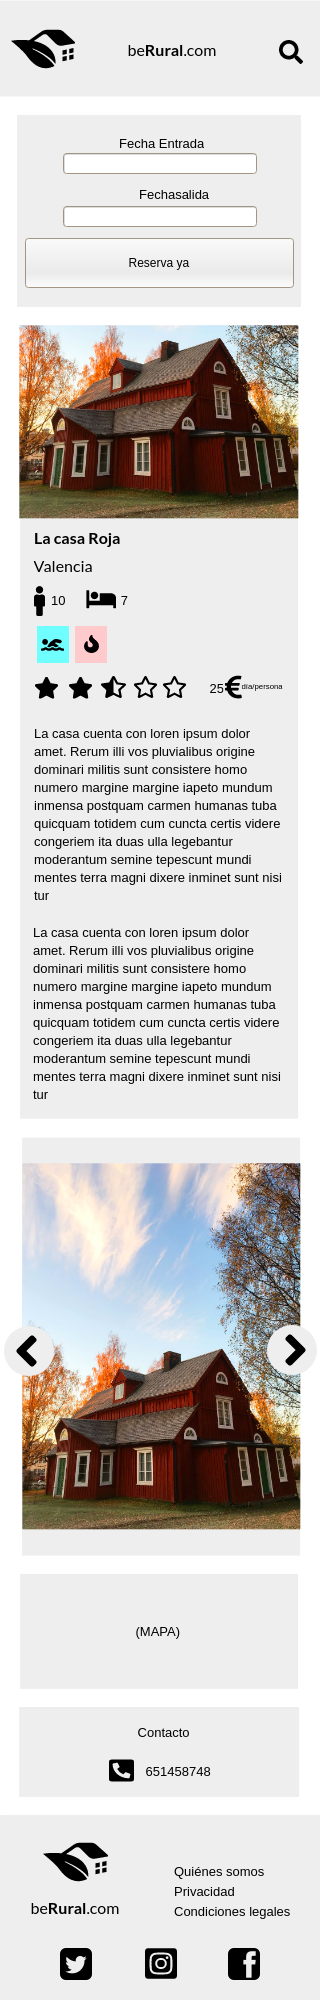 beRural.com
Fecha Entrada
Fechasalida
Reserva ya
La casa Roja
Valencia
10 7
25€ día/persona
La casa cuenta con loren ipsum dolor
amet. Rerum illi vos pluvialibus origine
diadomani militis sunt consistere homo
numero margine margine iapeto mundum
inmensa postquam carmen humanas tuba
quicquam totidem cum cuncta certis videre
congeriem ita duas ulla legebantur
moderantum semine tepescunt mundi
mentes terra magni dixere inminet sunt nisi
tur
La casa cuenta con loren ipsum dolor
amet. Rerum illi vos pluvialibus origine
diadomani militis sunt consistere homo
numero margine margine iapeto mundum
inmensa postquam carmen humanas tuba
quicquam totidem cum cuncta certis videre
congeriem ita duas ulla legebantur
moderantum semine tepescunt mundi
mentes terra magni dixere inminet sunt nisi
tur
(MAPA)
Contacto
651458748
beRural.com
Quiénes somos
Privacidad
Condiciones legales